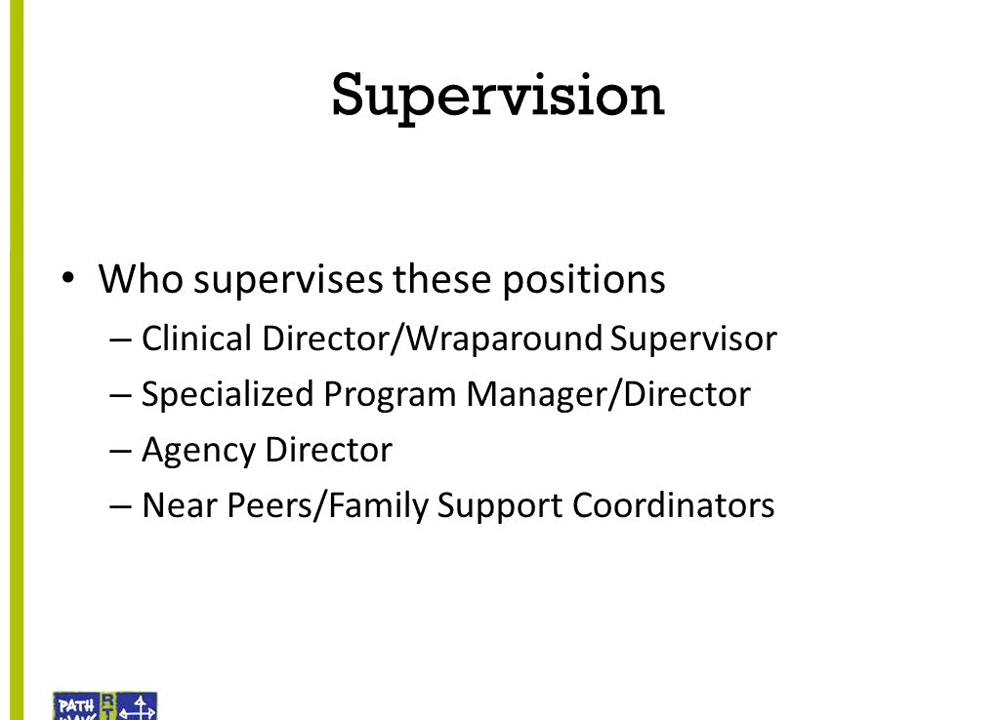 Supervision
• Who supervises these positions
– Clinical Director/Wraparound Supervisor
– Specialized Program Manager/Director
– Agency Director
– Near Peers/Family Support Coordinators
PATH